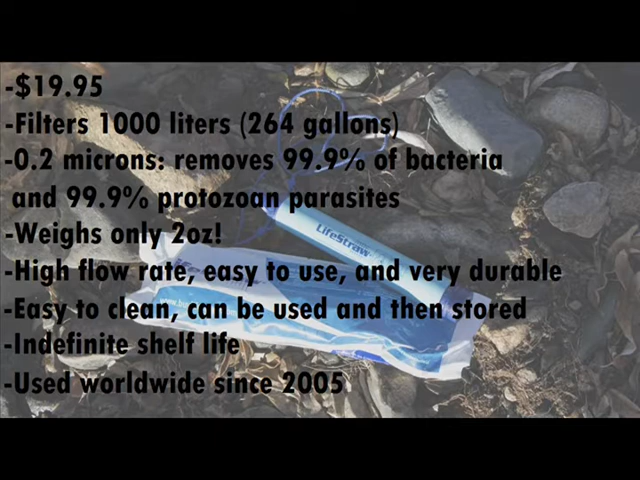 -$19.95
-Filters 1000 liters (264 gallons)
-0.2 microns: removes 99.9% of bacteria
and 99.9% protozoan parasites
-Weighs only 2oz!
LifeStraw
-High flow rate, easy to use, and very durable
-Easy to clean, can be used and then stored
-Indefinite shelf life
-Used worldwide since 2005